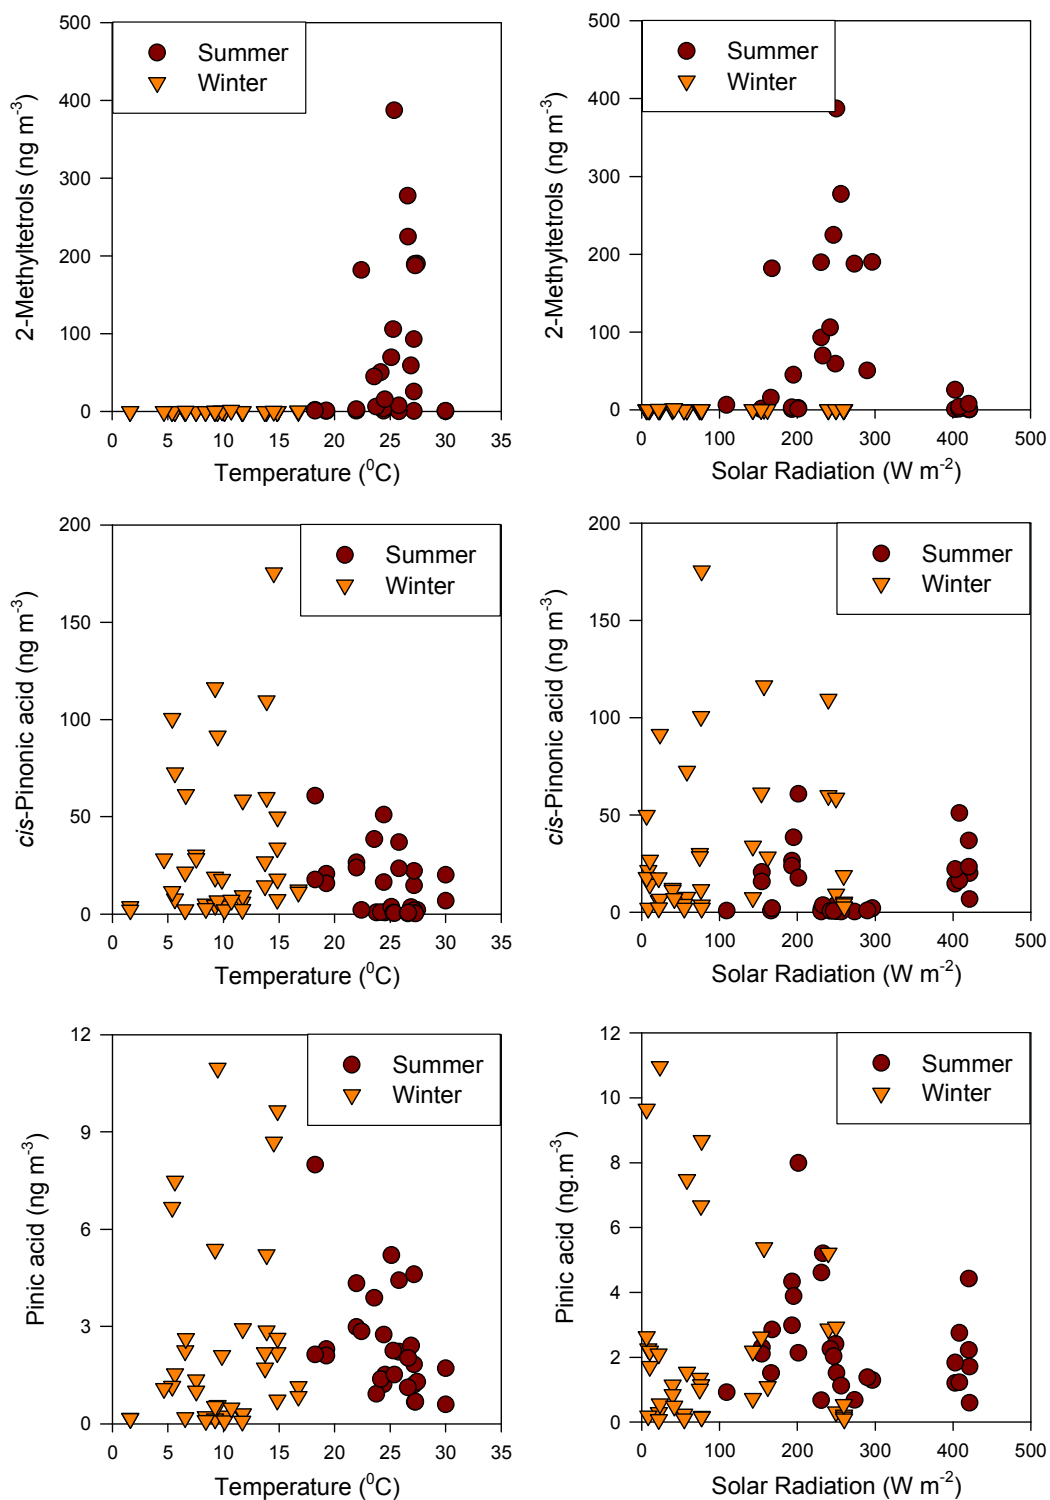 500
400
300
200
100
0
2-Methyltetrols (ng m-3)
Summer
Winter
0 5 10 15 20 25 30 35
Temperature (0C)
500
400
300
200
100
0
2-Methyltetrols (ng m-3)
Summer
Winter
0 100 200 300 400 500
Solar Radiation (W m-2)
200
150
100
50
0
cis-Pinonic acid (ng m-3)
Summer
Winter
0 5 10 15 20 25 30 35
Temperature (0C)
200
150
100
50
0
cis-Pinonic acid (ng m-3)
Summer
Winter
0 100 200 300 400 500
Solar Radiation (W m-2)
12
9
6
3
0
Pinic acid (ng m-3)
Summer
Winter
0 5 10 15 20 25 30 35
Temperature (0C)
12
10
8
6
4
2
0
Pinic acid (ng.m-3)
Summer
Winter
0 100 200 300 400 500
Solar Radiation (W m-2)